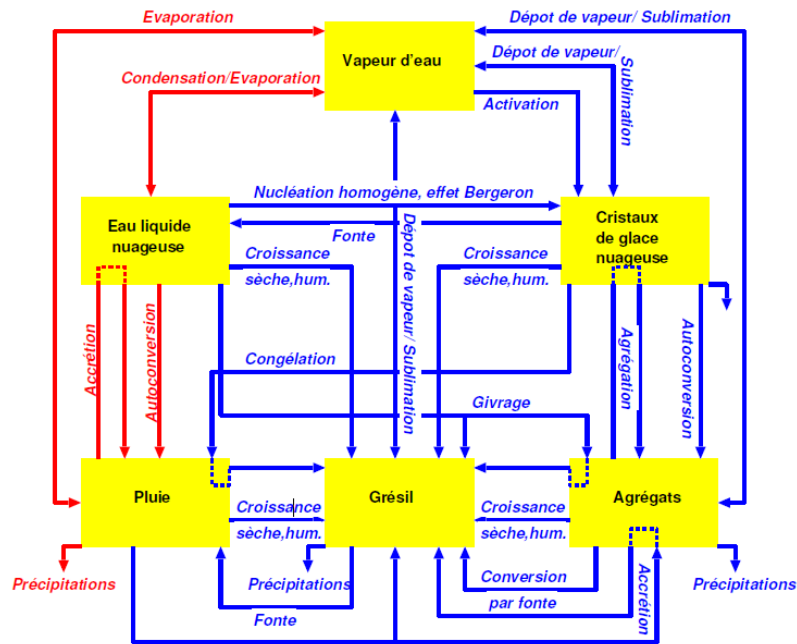 Evaporation
Dépot de vapeur/ Sublimation
Vapeur d'eau
Dépot de vapeur/
Sublimation
Condensation/Evaporation
Activation
Nucléation homogène, effet Bergeron
Eau liquide
nuageuse
Fonte
Cristaux
de glace
nuageuse
Croissance
sèche,hum.
Dépot de vapeur/ Sublimation
Croissance
sèche,hum.
Accrétion
Autoconversion
Congélation
Agrégation
Autoconversion
Givrage
Pluie
Grésil
Agrégats
Croissance
sèche,hum.
Croissance
sèche,hum.
Précipitations
Précipitations
Fonte
Conversion
par fonte
Accrétion
Précipitations